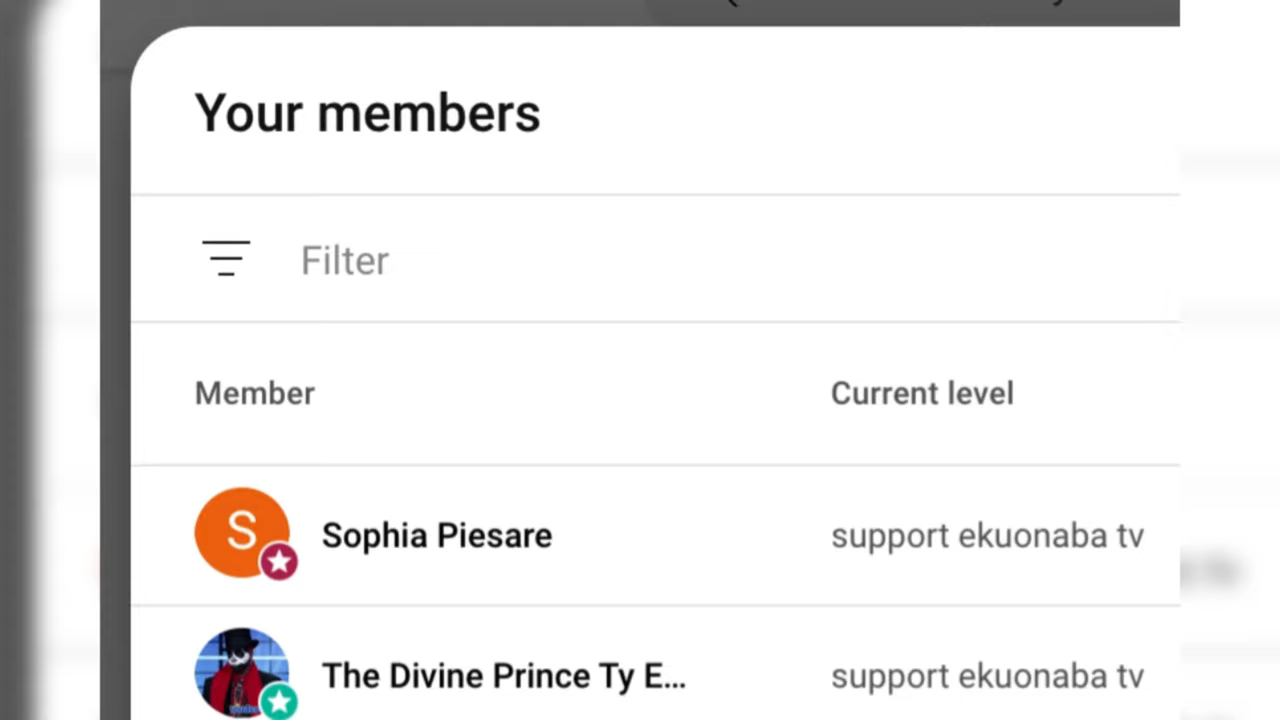 Your members
Filter
Member Current level
S Sophia Piesare support ekuonaba tv
The Divine Prince Ty E... support ekuonaba tv